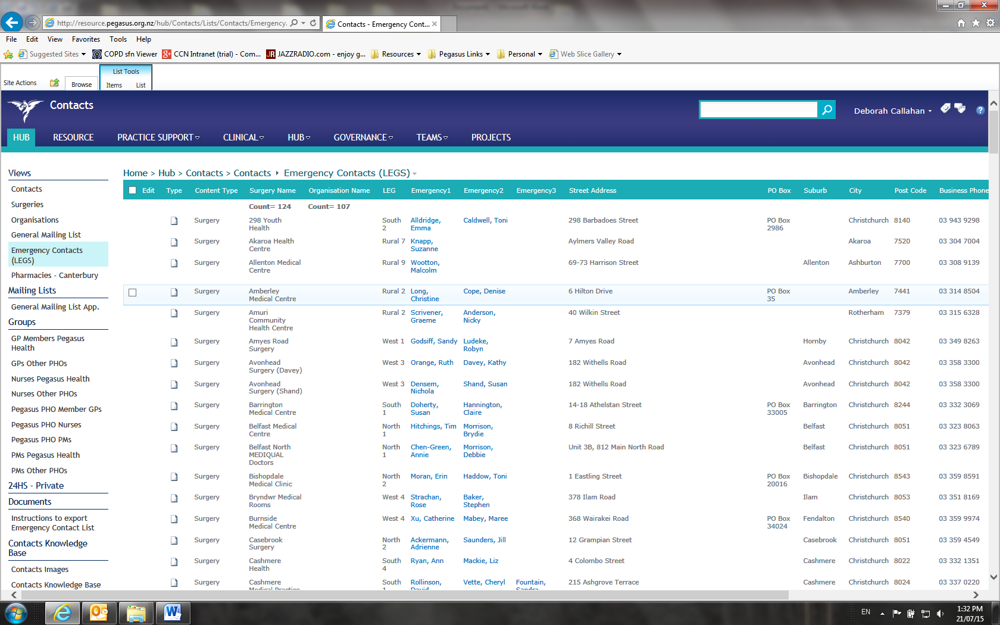 http://resource.pegasus.org.nz/hub/Contacts/Lists/Contacts/Emergency.
Contacts - Emergency Cont...
File Edit View Favorites Tools Help
Suggested Sites COPD sfn Viewer CCN Intranet (trial) - Com... JAZZRADIO.com - enjoy g... Resources Pegasus Links Personal Web Slice Gallery
List Tools
Site Actions Browse Items List
Contacts
Deborah Callahan
HUB RESOURCE PRACTICE SUPPORT CLINICAL HUB GOVERNANCE TEAMS PROJECTS
Views
Contacts
Surgeries
Organisations
General Mailing List
Emergency Contacts
(LEGS)
Pharmacies - Canterbury
Mailing Lists
General Mailing List App.
Groups
GP Members Pegasus
Health
GPs Other PHOs
Nurses Pegasus Health
Nurses Other PHOs
Pegasus PHO Member GPs
Pegasus PHO Nurses
Pegasus PHO PMs
PMs Pegasus Health
PMs Other PHOs
24HS - Private
Documents
Instructions to export
Emergency Contact List
Contacts Knowledge
Base
Contacts Images
Contacts Knowledge Base
Home > Hub > Contacts > Contacts Emergency Contacts (LEGS)
Edit Type Content Type Surgery Name Organisation Name LEG Emergency1 Emergency2 Emergency3 Street Address PO Box Suburb City Post Code Business Phone
Count= 124 Count= 107
Surgery 298 Youth South Alldridge, Caldwell, Toni 298 Barbadoes Street PO Box Christchurch 8140 03 943 9298
Health 2 Emma 2986
Surgery Akaroa Health Rural 7 Knapp, Aylmers Valley Road Akaroa 7520 03 304 7004
Centre Suzanne
Surgery Allenton Medical Rural 9 Wootton, 69-73 Harrison Street Allenton Ashburton 7700 03 308 9139
Centre Malcolm
Surgery Amberley Rural 2 Long, Cope, Denise 6 Hilton Drive PO Box Amberley 7441 03 314 8504
Medical Centre Christine 35
Surgery Amuri Rural 2 Scrivener, Anderson, 40 Wilkin Street Rotherham 7379 03 315 6328
Community Graeme Nicky
Health Centre
Surgery Amyes Road West 1 Godsiff, Sandy Ludeke, 7 Amyes Road Hornby Christchurch 8042 03 349 8263
Surgery Robyn
Surgery Avonhead West 3 Orange, Ruth Davey, Kathy 182 Withells Road Avonhead Christchurch 8042 03 358 3300
Surgery (Davey)
Surgery Avonhead West 3 Densem, Shand, Susan 182 Withells Road Avonhead Christchurch 8042 03 358 3300
Surgery (Shand) Nichola
Surgery Barrington South Doherty, Hannington, 14-18 Athelstan Street PO Box Barrington Christchurch 8244 03 332 3069
Medical Centre 1 Susan Claire 33005
Surgery Belfast Medical North Hitchings, Tim Morrison, 8 Richill Street Belfast Christchurch 8051 03 323 8063
Centre 1 Brydie
Surgery Belfast North North Chen-Green, Morrison, Unit 3B, 812 Main North Road Belfast Christchurch 8051 03 323 6789
MEDIQUAL 1 Annie Debbie
Doctors
Surgery Bishopdale North Moran, Erin Haddow, Toni 1 Eastling Street PO Box Bishopdale Christchurch 8543 03 359 8591
Medical Clinic 2 20016
Surgery Bryndwr Medical West 4 Strachan, Baker, 378 Ilam Road Ilam Christchurch 8053 03 351 8169
Rooms Rose Stephen
Surgery Burnside West 4 Xu, Catherine Mabey, Maree 368 Wairakei Road PO Box Fendalton Christchurch 8540 03 359 9974
Medical Centre 34024
Surgery Casebrook North Ackermann, Saunders, Jill 12 Grampian Street Casebrook Christchurch 8051 03 359 4549
Surgery 2 Adrienne
Surgery Cashmere South Ryan, Ann Mackie, Liz 4 Colombo Street Cashmere Christchurch 8022 03 332 1351
Health 4
Surgery Cashmere South Rollinson, Vette, Cheryl Fountain, 215 Ashgrove Terrace Cashmere Christchurch 8024 03 337 0220
Medical Practice 1 David Sandra
EN 1:32 PM
21/07/15